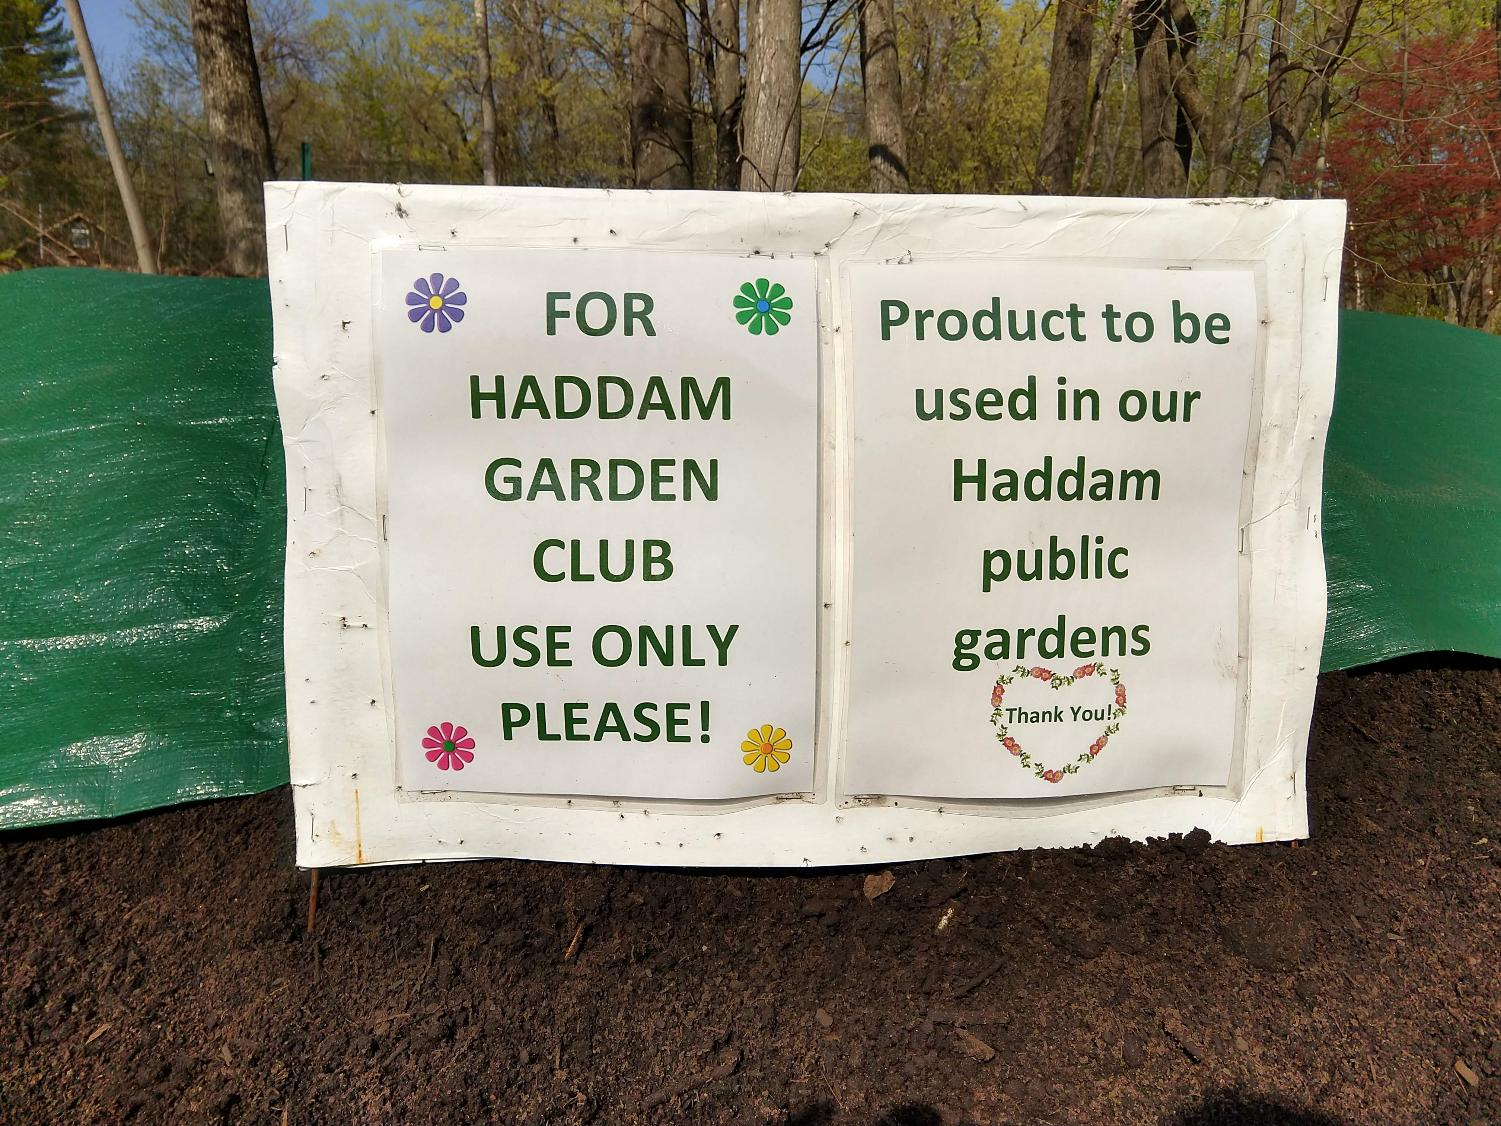 FOR
HADDAM
GARDEN
CLUB
USE ONLY
PLEASE!
Product to be
used in our
Haddam
public
gardens
Thank You!